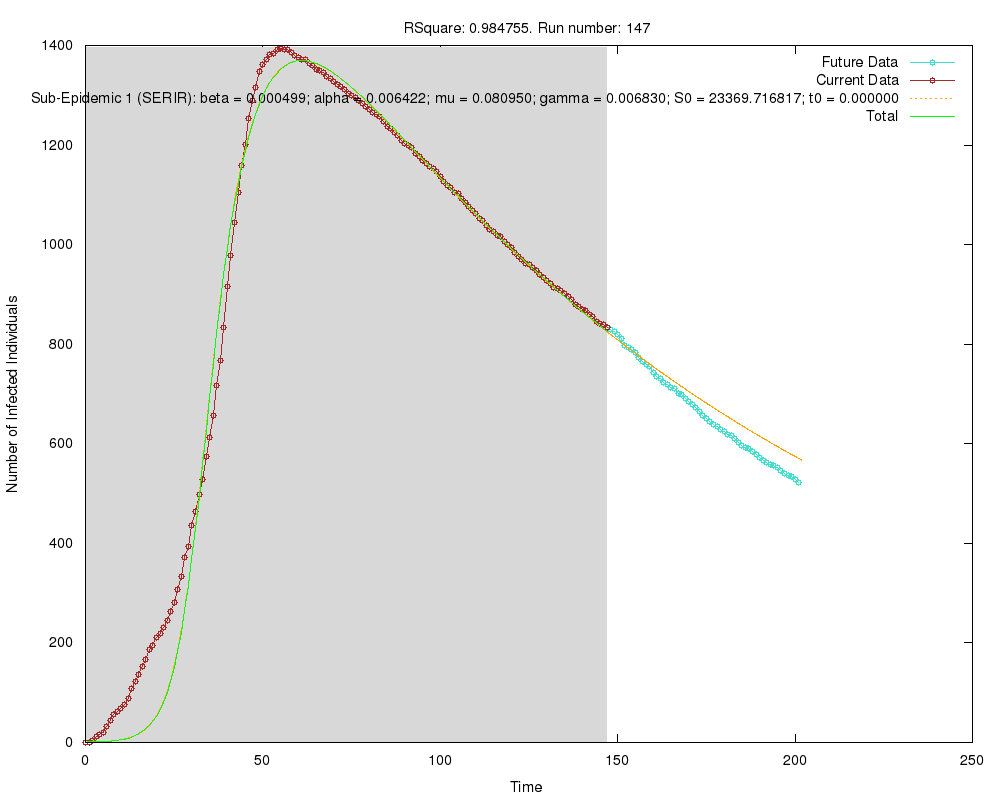 RSquare: 0.984755. Run number: 147
Future Data
Current Data
Sub-Epidemic 1 (SERIR): beta = 0.000499; alpha = 0.006422; mu = 0.080950; gamma = 0.006830; S0 = 23369.716817; t0 = 0.000000
Total
1400
1200
1000
800
600
400
200
0
Number of Infected Individuals
0 50 100 150 200 250
Time